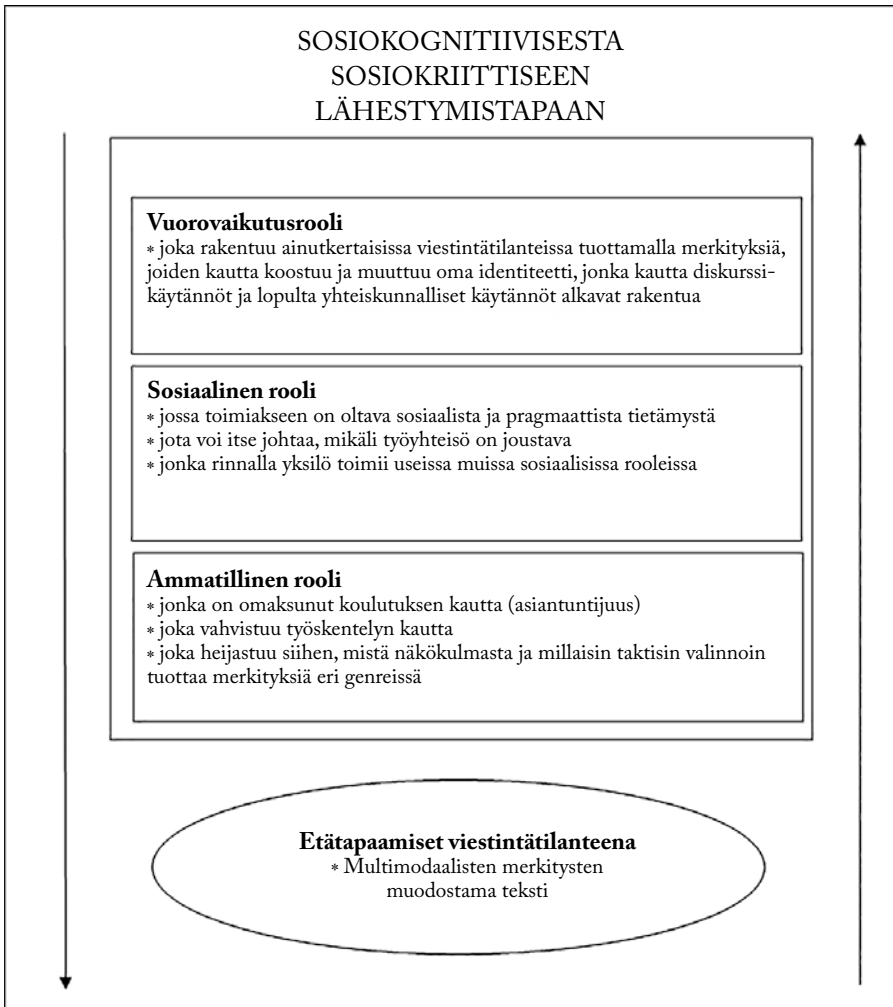 SOSIOKOGNITIIVISESTA
SOSIOKRIITTISEEN
LÄHESTYMISTAPAAN
Vuorovaikutusrooli
* joka rakentuu ainutkertaisissa viestintätilanteissa tuottamalla merkityksiä,
joiden kautta koostuu ja muuttuu oma identiteetti, jonka kautta diskurssi-
käytännöt ja lopulta yhteiskunnalliset käytännöt alkavat rakentua
Sosiaalinen rooli
* jossa toimiakseen on oltava sosiaalista ja pragmaattista tietämystä
* jota voi itse johtaa, mikäli työyhteisö on joustava
* jonka rinnalla yksilö toimii useissa muissa sosiaalisissa rooleissa
Ammatillinen rooli
* jonka on omaksunut koulutuksen kautta (asiantuntijuus)
* joka vahvistuu työskentelyn kautta
* joka heijastuu siihen, mistä näkökulmasta ja millaisin taktisin valinnoin
tuottaa merkityksiä eri genreissä
Etätapaamiset viestintätilanteena
* Multimodaalisten merkitysten
muodostama teksti